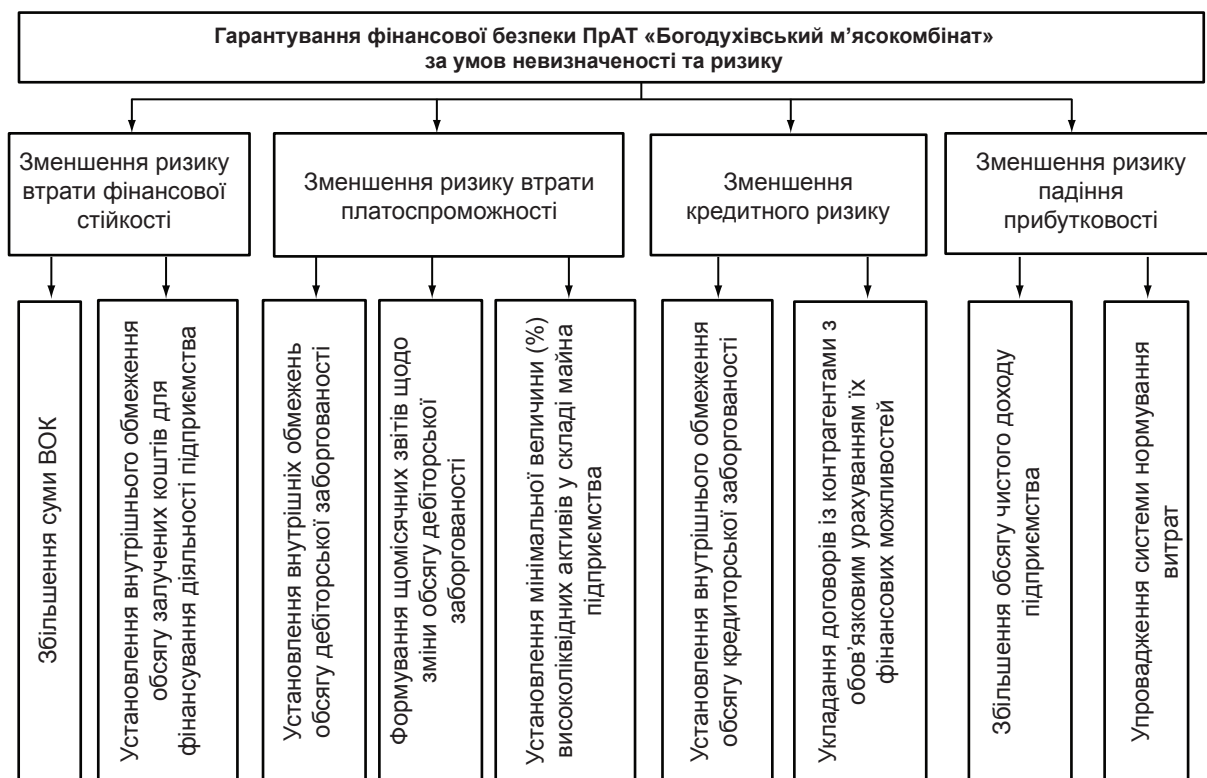 Гарантування фінансової безпеки ПрАТ «Богодухівський м’ясокомбінат»
за умов невизначеності та ризику
Зменшення ризику
втрати фінансової
стійкості
Зменшення ризику втрати
платоспроможності
Зменшення
кредитного ризику
Зменшення ризику
падіння
прибутковості
Збільшення суми ВОК
Установлення внутрішнього обмеження
обсягу залучених коштів для
фінансування діяльності підприємства
Установлення внутрішніх обмежень
обсягу дебіторської заборгованості
Формування щомісячних звітів щодо
зміни обсягу дебіторської
заборгованості
Установлення мінімальної величини (%)
високоліквідних активів у складі майна
підприємства
Установлення внутрішнього обмеження
обсягу кредиторської заборгованості
Укладання договорів із контрагентами з
обов’язковим урахуванням їх
фінансових можливостей
Збільшення обсягу чистого доходу
підприємства
Упровадження системи нормування
витрат